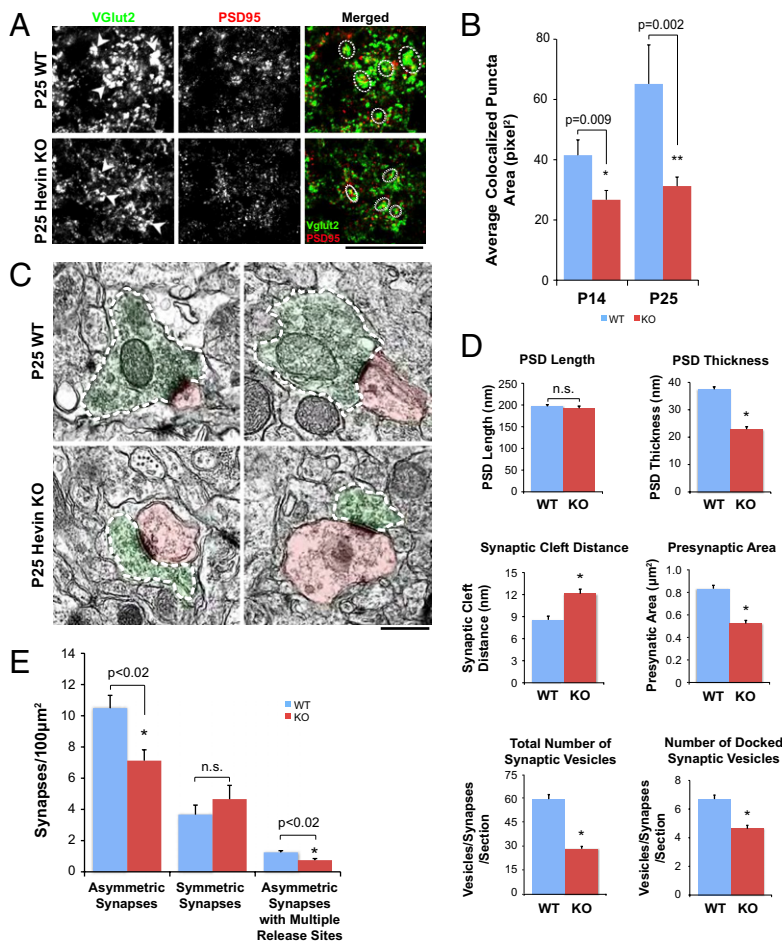 A
VGlut2
PSD95
Merged
P25 WT
P25 Hevin KO
Vglut2
PSD95
B
Average Colocalized Puncta
Area (pixel²)
80
60
40
20
0
p=0.009
*
p=0.002
**
P14
P25
WT
KO
C
P25 WT
P25 Hevin KO
D
PSD Length
PSD Length (nm)
250
200
150
100
50
0
n.s.
WT KO
PSD Thickness
PSD Thickness (nm)
40
30
20
10
0
*
WT KO
Synaptic Cleft Distance
Synaptic Cleft
Distance (nm)
15
12
9
6
3
0
*
WT KO
Presynaptic Area
Presynatic Area (µm²)
1.0
0.8
0.6
0.4
0.2
0
*
WT KO
Total Number of
Synaptic Vesicles
Vesicles/Synapses
/Section
75
60
45
30
15
0
*
WT KO
Number of Docked
Synaptic Vesicles
Vesicles/Synapses
/Section
8
6
4
2
0
*
WT KO
E
Synapses/100µm²
14
12
10
8
6
4
2
0
p<0.02
*
n.s.
p<0.02
*
WT
KO
Asymmetric
Synapses
Symmetric
Synapses
Asymmetric Synapses
with Multiple
Release Sites